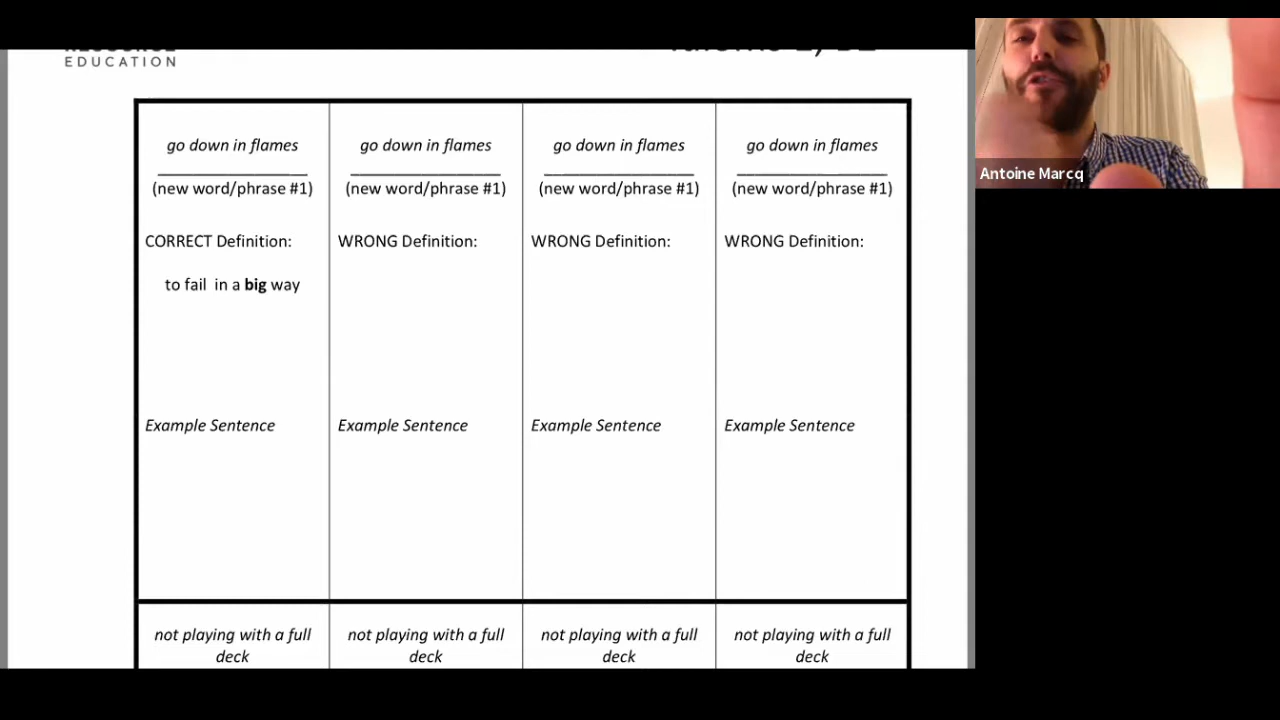 EDUCATION
go down in flames
(new word/phrase #1)
CORRECT Definition:
to fail in a big way
Example Sentence
go down in flames
(new word/phrase #1)
WRONG Definition:
Example Sentence
go down in flames
(new word/phrase #1)
WRONG Definition:
Example Sentence
go down in flames
(new word/phrase #1)
WRONG Definition:
Example Sentence
not playing with a full
deck
not playing with a full
deck
not playing with a full
deck
not playing with a full
deck
Antoine Marcq